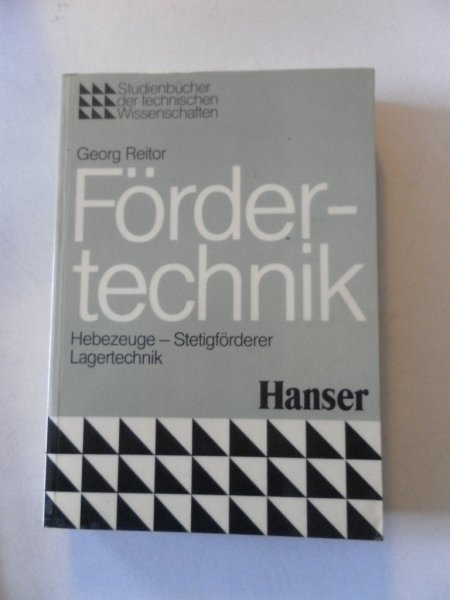 Studienbücher
der technischen
Wissenschaften
Georg Reitor
Förder-
technik
Hebezeuge – Stetigförderer
Lagertechnik
Hanser